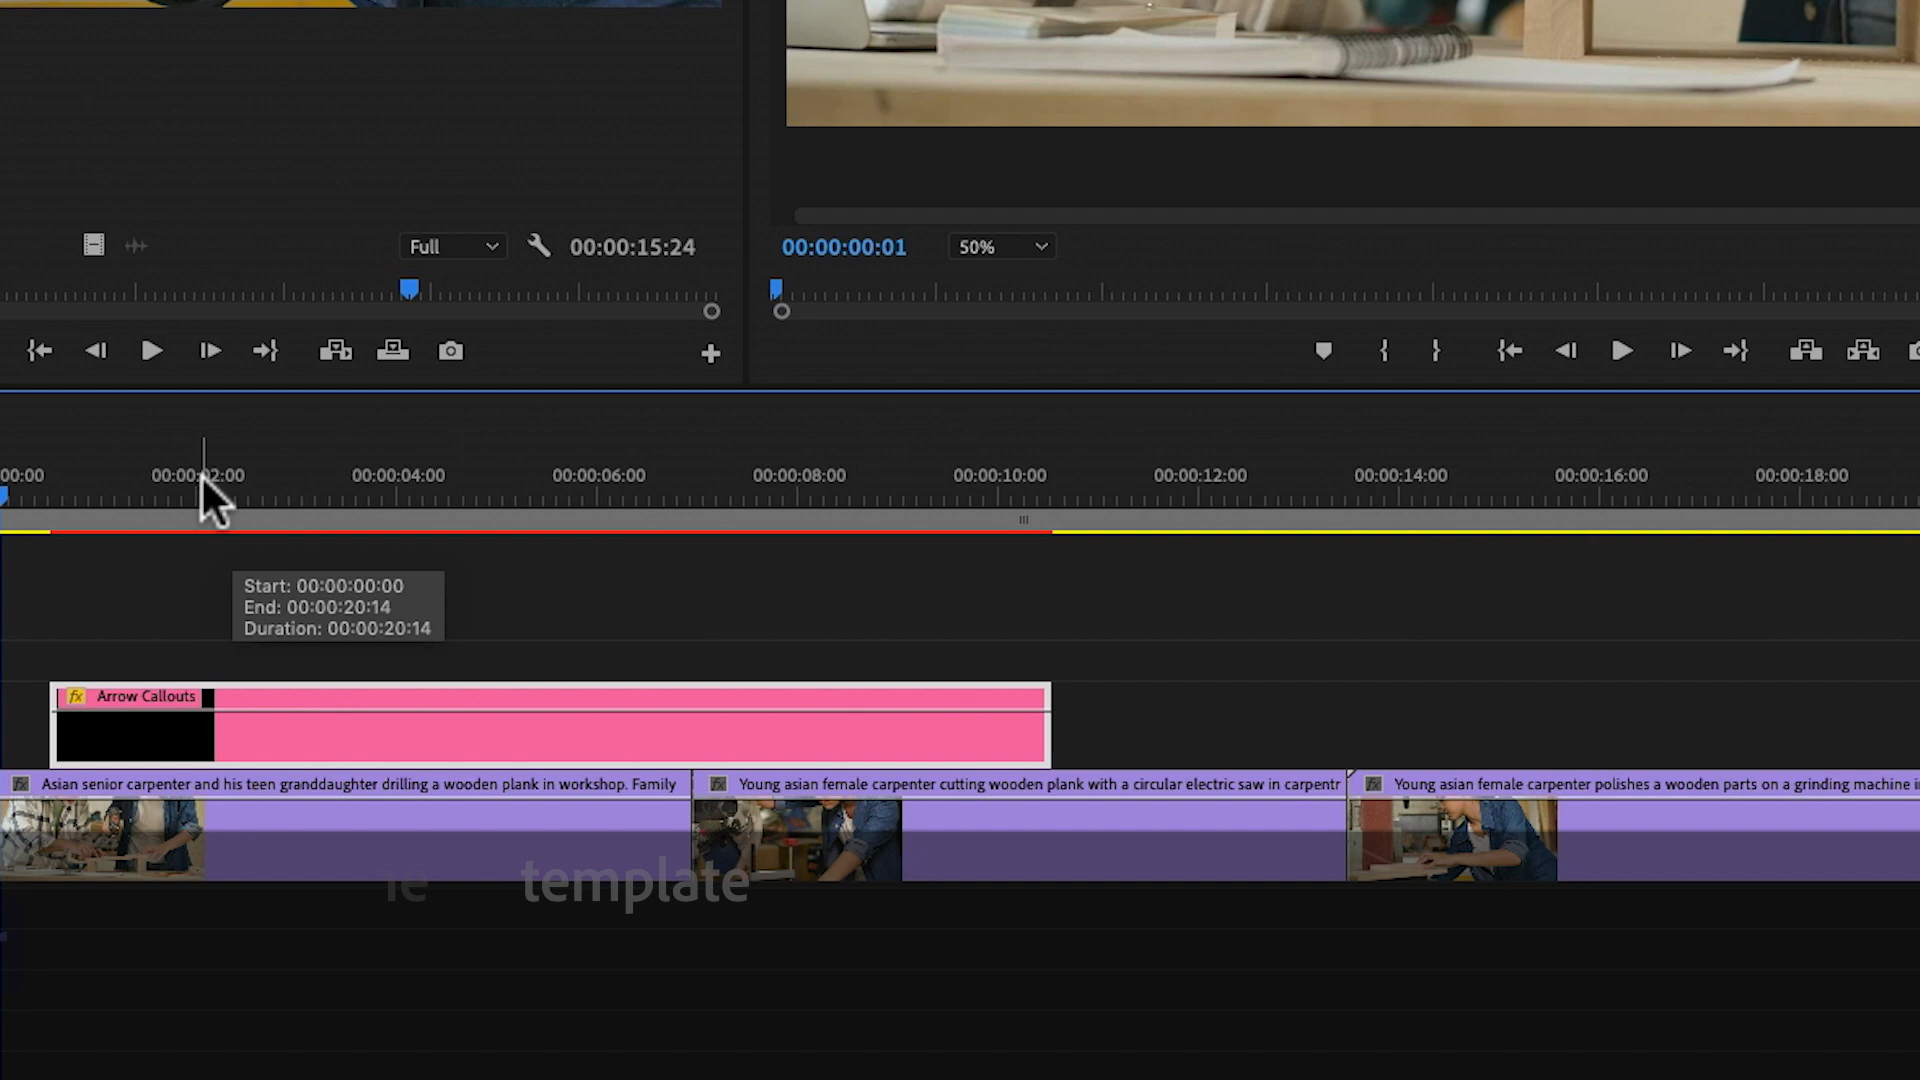 Full
00:00:15:24
00:00:00:01
50%
00:00
00:00:02:00
00:00:04:00
00:00:06:00
00:00:08:00
00:00:10:00
00:00:12:00
00:00:14:00
00:00:16:00
00:00:18:00
Start: 00:00:00:00
End: 00:00:20:14
Duration: 00:00:20:14
fx Arrow Callouts
fx Asian senior carpenter and his teen granddaughter drilling a wooden plank in workshop. Family
fx Young asian female carpenter cutting wooden plank with a circular electric saw in carpentr
fx Young asian female carpenter polishes a wooden parts on a grinding machine i
template